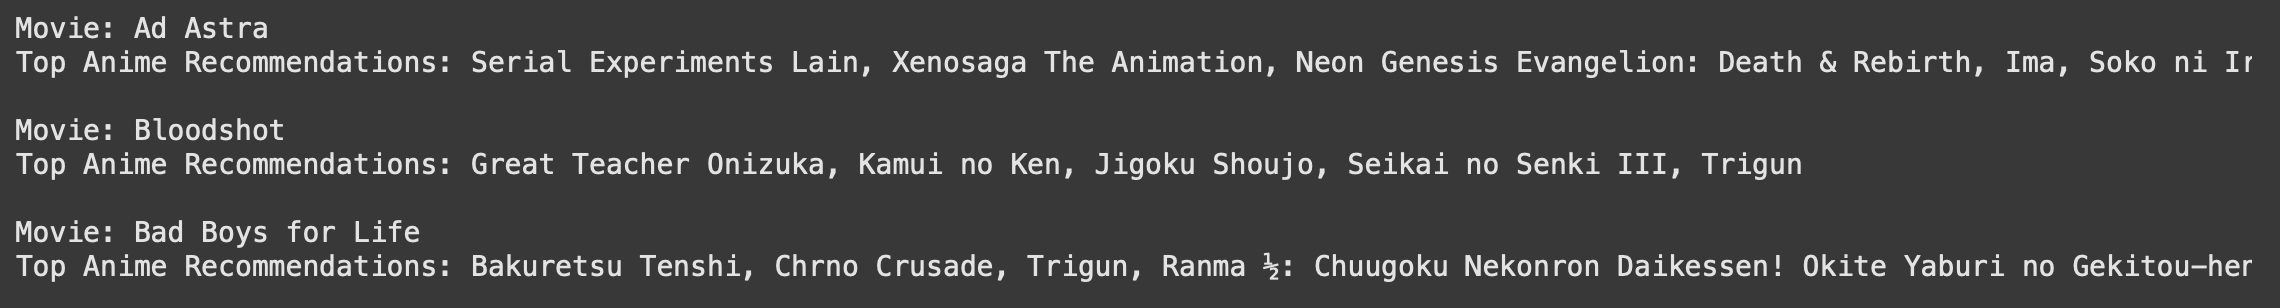 Movie: Ad Astra
Top Anime Recommendations: Serial Experiments Lain, Xenosaga The Animation, Neon Genesis Evangelion: Death & Rebirth, Ima, Soko ni
Movie: Bloodshot
Top Anime Recommendations: Great Teacher Onizuka, Kamui no Ken, Jigoku Shoujo, Seikai no Senki III, Trigun
Movie: Bad Boys for Life
Top Anime Recommendations: Bakuretsu Tenshi, Chrno Crusade, Trigun, Ranma ½: Chuugoku Nekonron Daikessen! Okite Yaburi no